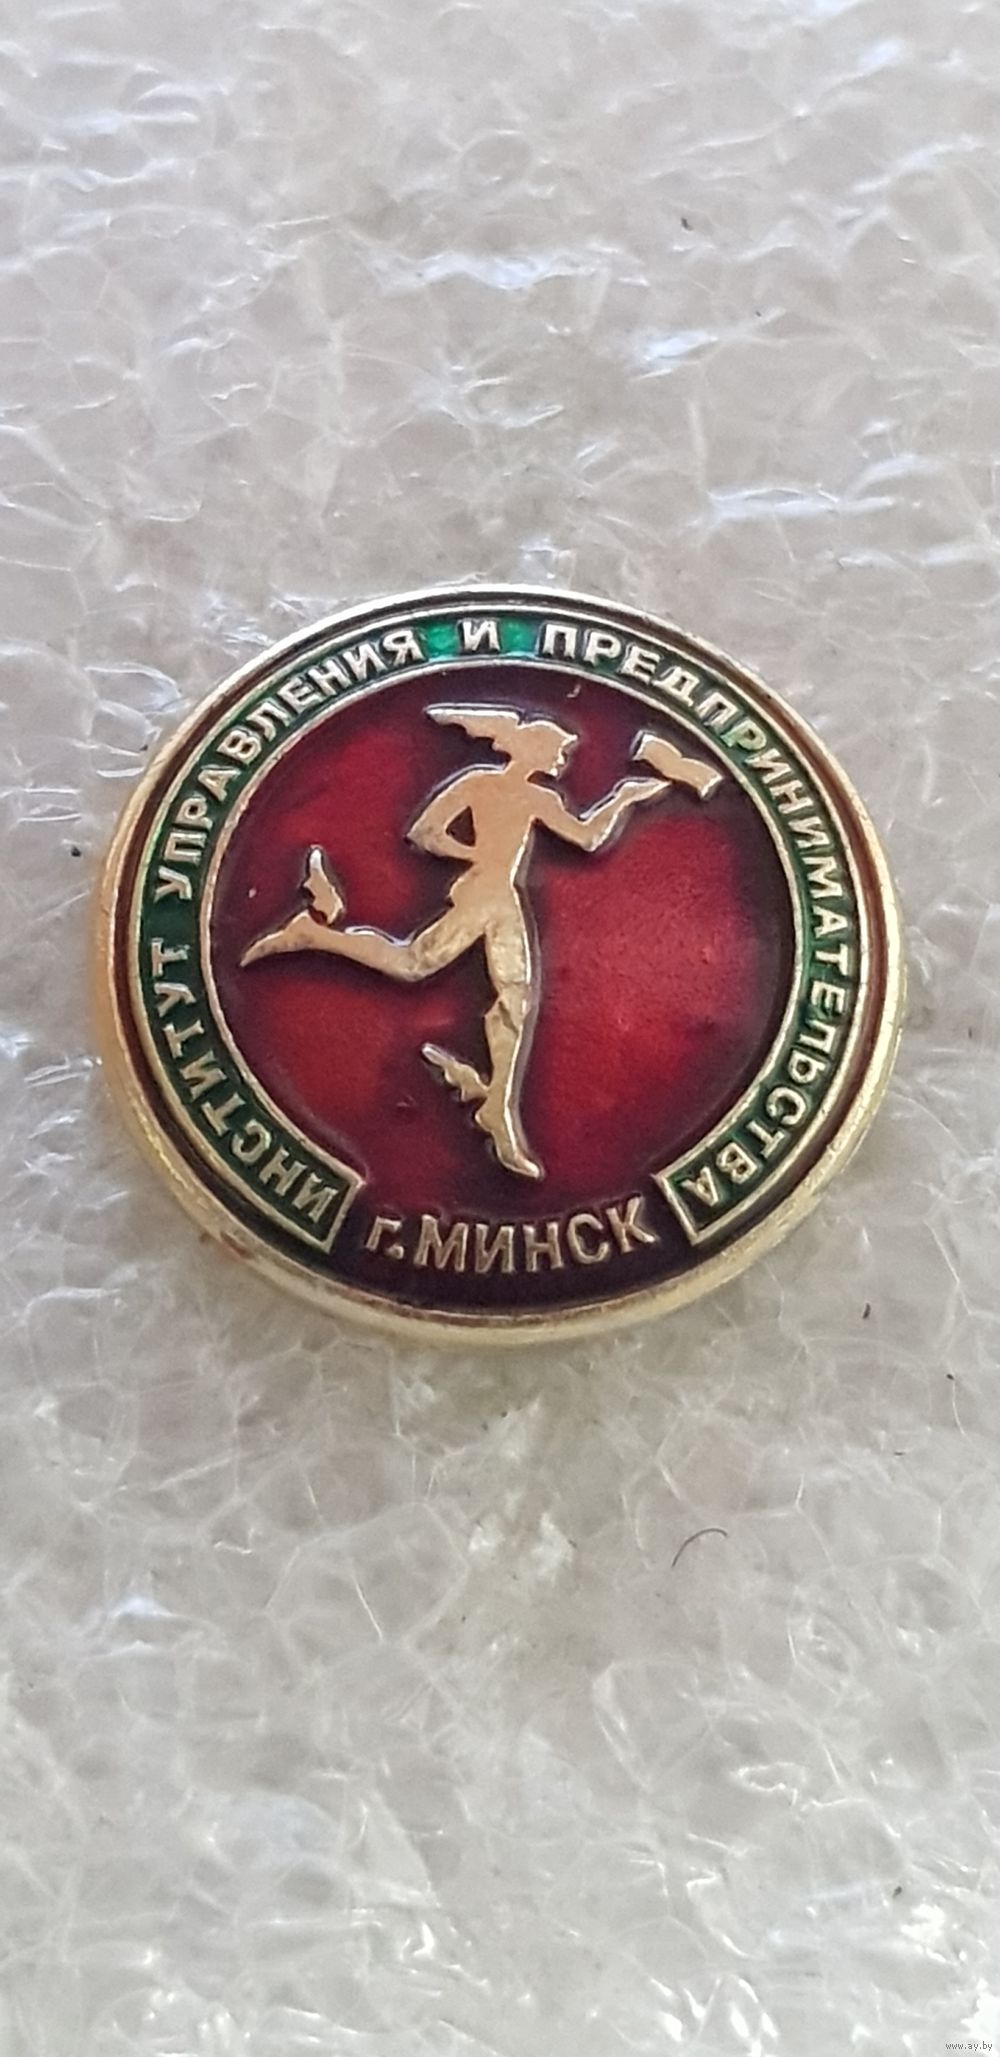 ИНСТИТУТ УПРАВЛЕНИЯ И ПРЕДПРИНИМАТЕЛЬСТВА
г.МИНСК
www.ay.by